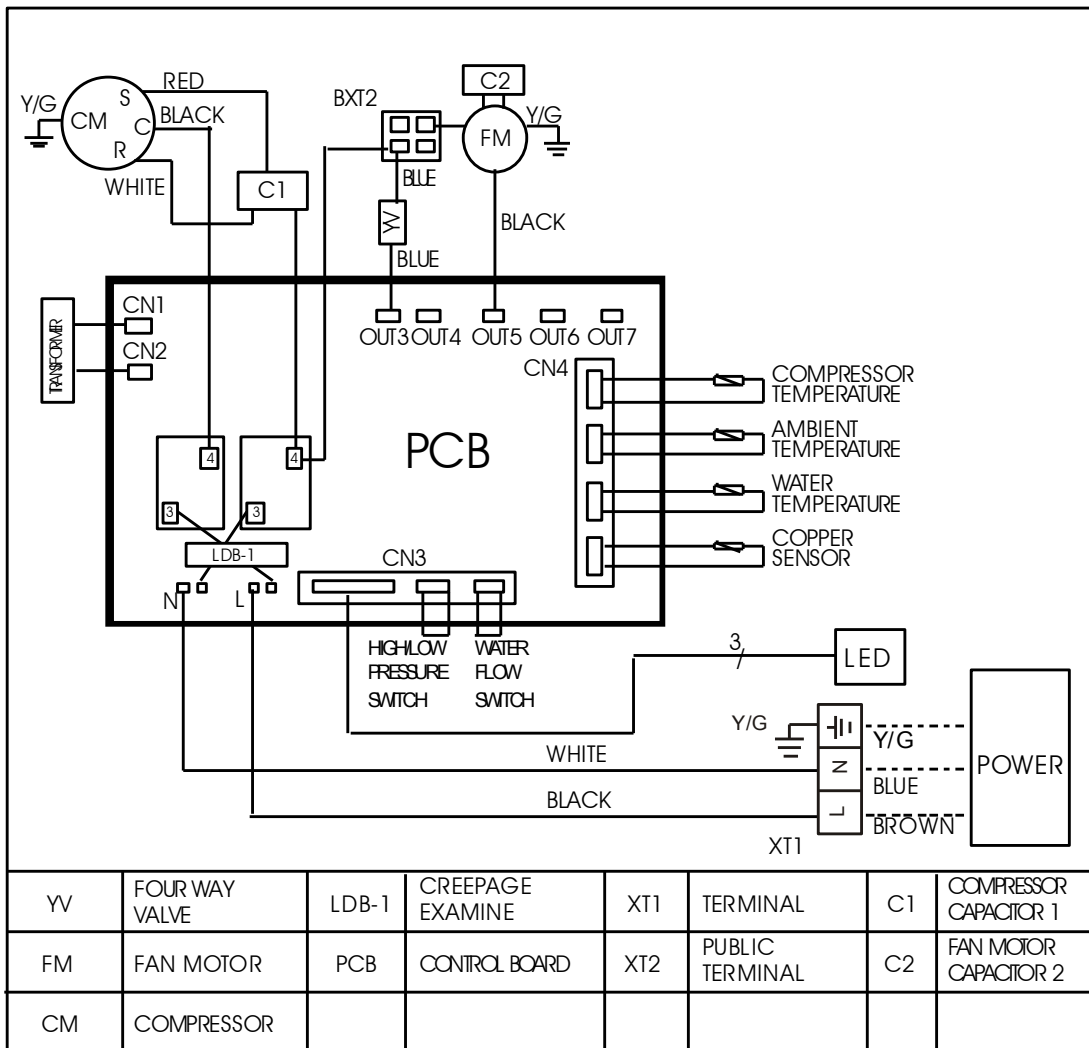 RED
C2
Y/G
S
BLACK
BXT2
Y/G
CM
C
FM
R
WHITE
C1
BLUE
YV
BLACK
BLUE
TRANSFORMER
CN1
CN2
OUT3
OUT4
OUT5
OUT6
OUT7
CN4
COMPRESSOR
TEMPERATURE
AMBIENT
TEMPERATURE
WATER
TEMPERATURE
COPPER
SENSOR
PCB
4
4
3
3
LDB-1
N
L
CN3
HIGH/LOW
PRESSURE
SWITCH
WATER
FLOW
SWITCH
3
LED
Y/G
Y/G
POWER
WHITE
N
BLUE
BLACK
L
BROWN
XT1
YV
FOUR WAY
VALVE
LDB-1
CREEPAGE
EXAMINE
XT1
TERMINAL
C1
COMPRESSOR
CAPACITOR 1
FM
FAN MOTOR
PCB
CONTROL BOARD
XT2
PUBLIC
TERMINAL
C2
FAN MOTOR
CAPACITOR 2
CM
COMPRESSOR